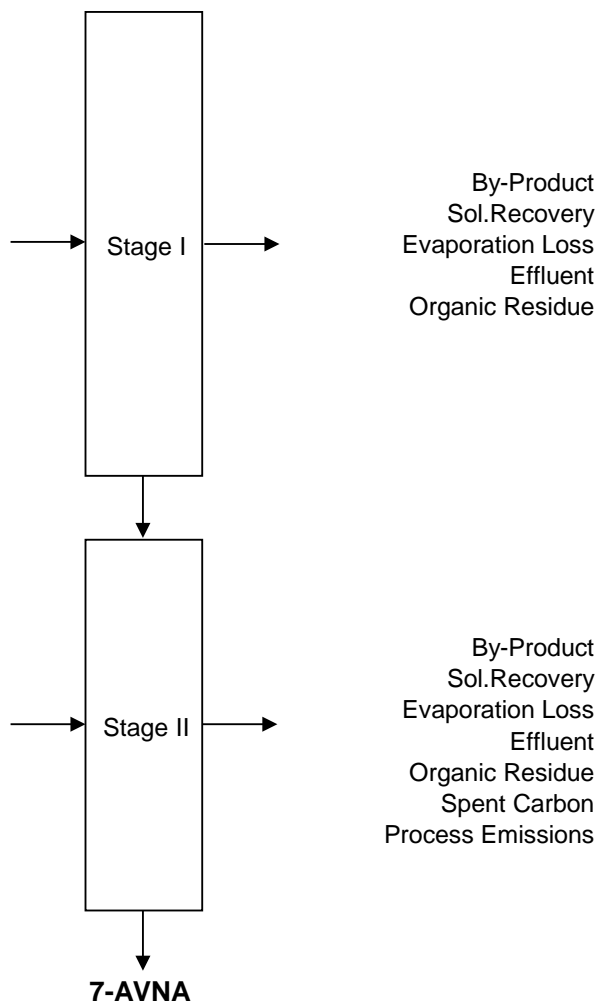 Stage I
By-Product
Sol.Recovery
Evaporation Loss
Effluent
Organic Residue
Stage II
By-Product
Sol.Recovery
Evaporation Loss
Effluent
Organic Residue
Spent Carbon
Process Emissions
7-AVNA